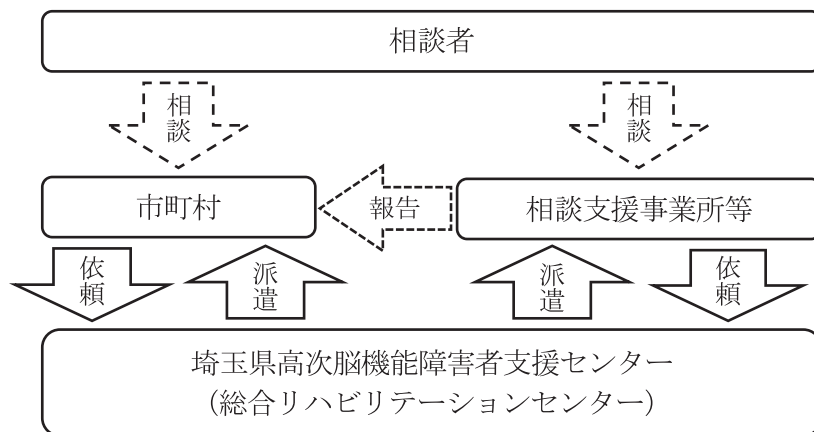 相談者
相談
相談
市町村
報告
相談支援事業所等
依頼
派遣
派遣
依頼
埼玉県高次脳機能障害者支援センター
（総合リハビリテーションセンター）